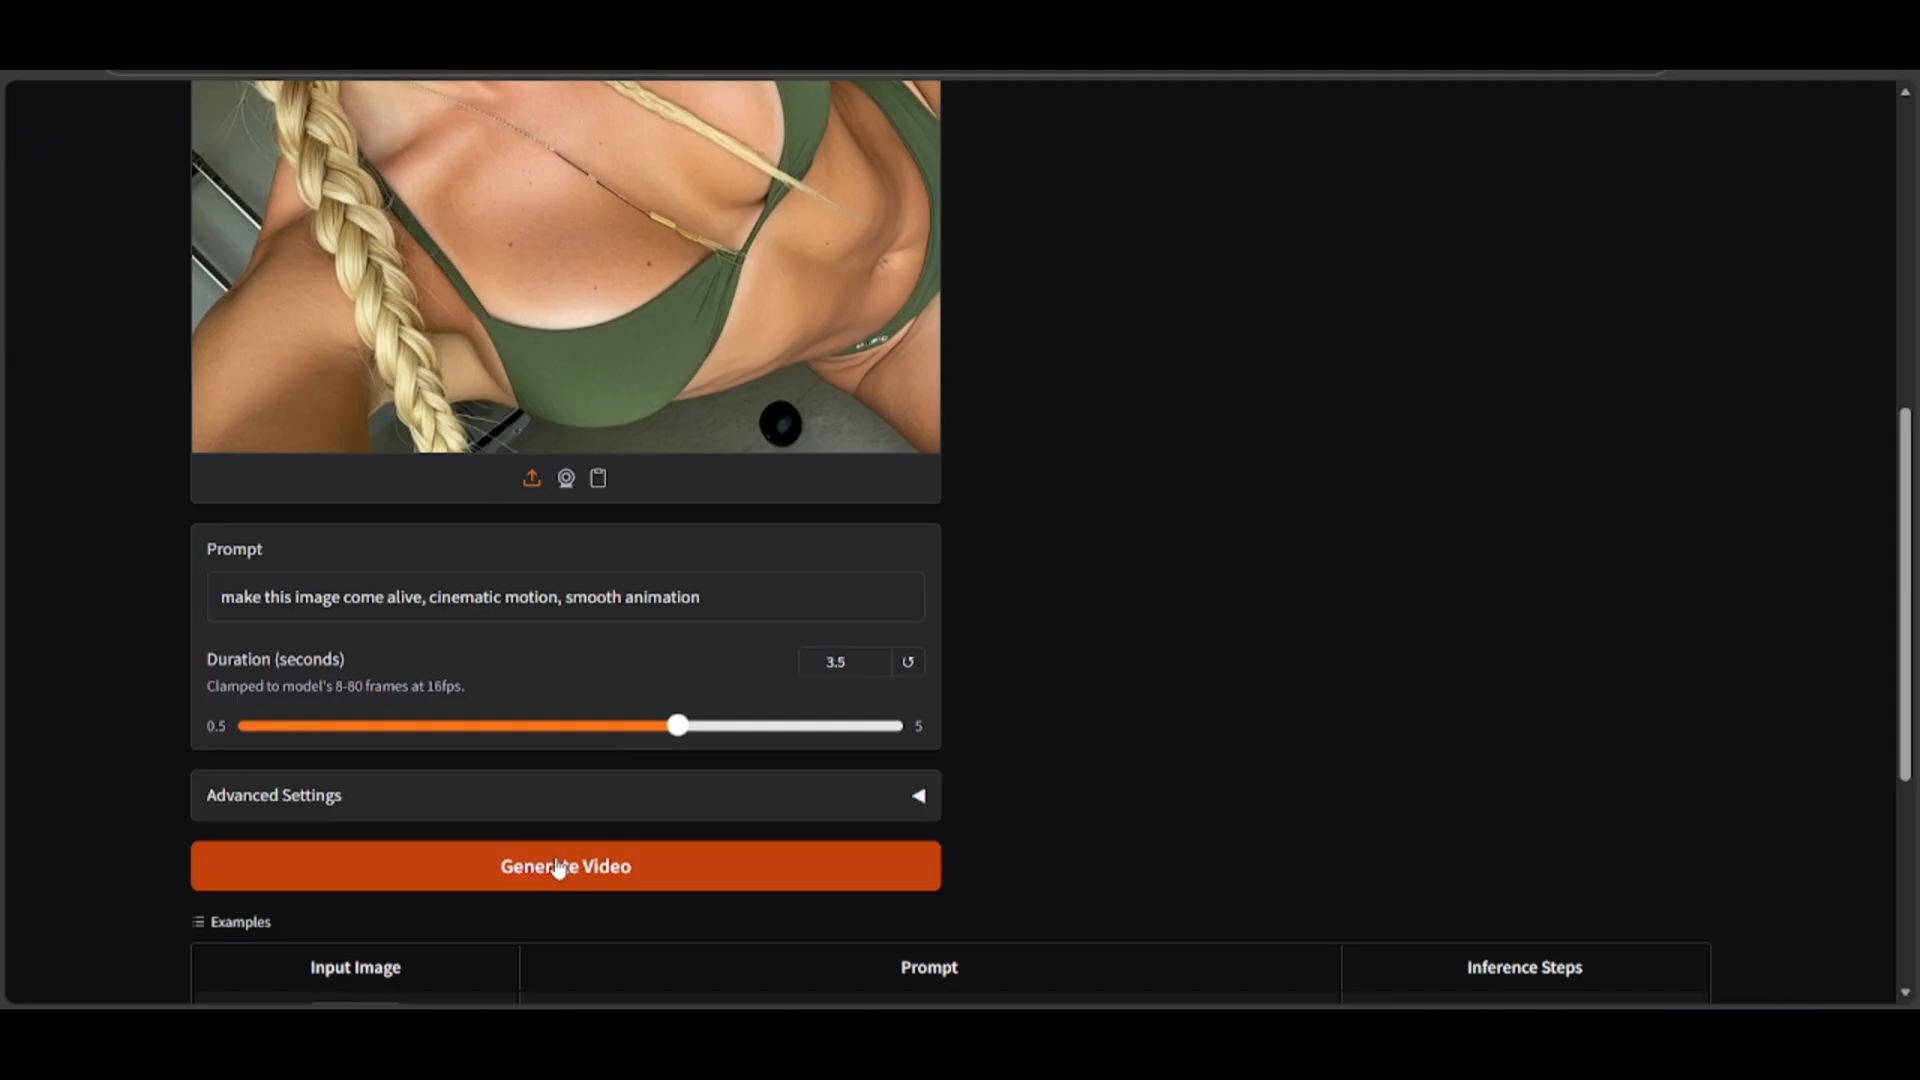 Prompt
make this image come alive, cinematic motion, smooth animation
Duration (seconds)
3.5
Clamped to model's 8-80 frames at 16fps.
0.5
5
Advanced Settings
Generate Video
Examples
Input Image
Prompt
Inference Steps